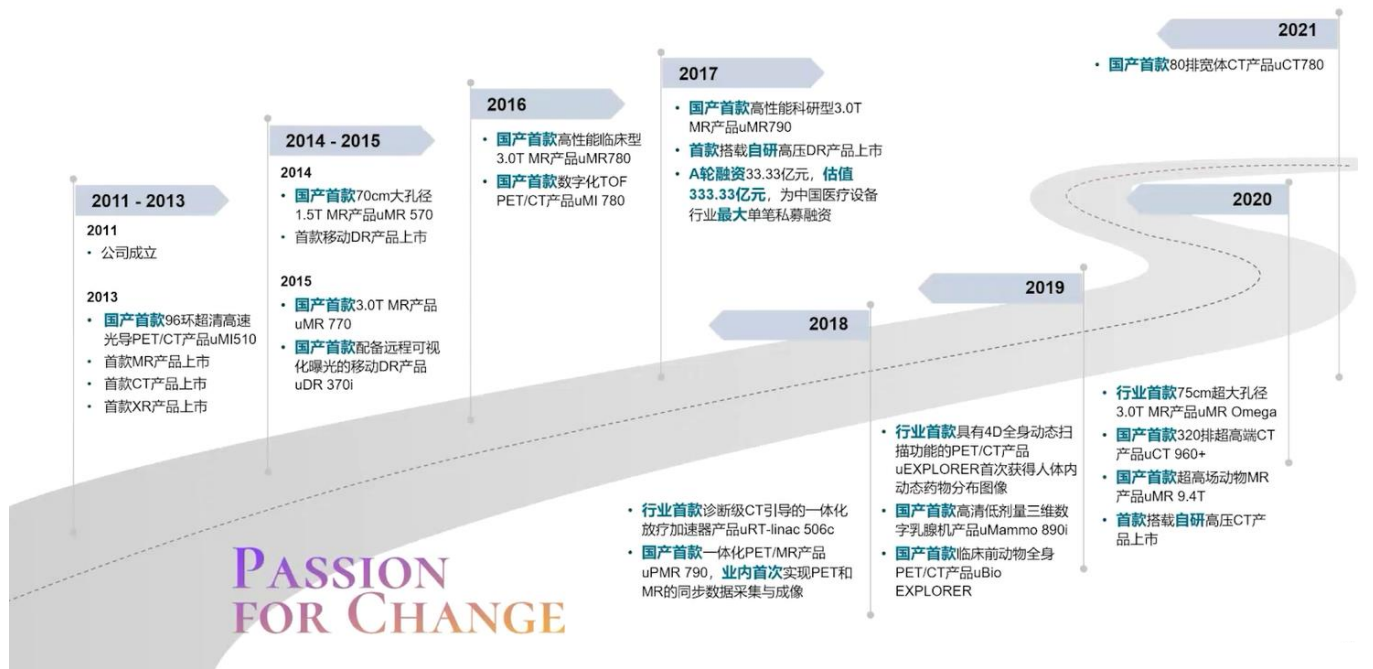 2011 - 2013
2011
• 公司成立
2013
• 国产首款96环超清高速
光导PET/CT产品uMI510
• 首款MR产品上市
• 首款CT产品上市
• 首款XR产品上市
2014 - 2015
2014
• 国产首款70cm大孔径
1.5T MR产品uMR 570
• 首款移动DR产品上市
2015
• 国产首款3.0T MR产品
uMR 770
• 国产首款配备远程可视
化曝光的移动DR产品
uDR 370i
2016
• 国产首款高性能临床型
3.0T MR产品uMR780
• 国产首款数字化TOF
PET/CT产品uMI 780
2017
• 国产首款高性能科研型3.0T
MR产品uMR790
• 首款搭载自研高压DR产品上市
• A轮融资33.33亿元，估值
333.33亿元，为中国医疗设备
行业最大单笔私募融资
2018
• 行业首款诊断级CT引导的一体化
放疗加速器产品uRT-linac 506c
• 国产首款一体化PET/MR产品
uPMR 790，业内首次实现PET和
MR的同步数据采集与成像
2019
• 行业首款具有4D全身动态扫
描功能的PET/CT产品
uEXPLORER首次获得人体内
动态药物分布图像
• 国产首款高清低剂量三维数
字乳腺机产品uMammo 890i
• 国产首款临床前动物全身
PET/CT产品uBio
EXPLORER
2020
• 行业首款75cm超大孔径
3.0T MR产品uMR Omega
• 国产首款320排超高端CT
产品uCT 960+
• 国产首款超高场动物MR
产品uMR 9.4T
• 首款搭载自研高压CT产
品上市
2021
• 国产首款80排宽体CT产品uCT780
PASSION
FOR CHANGE